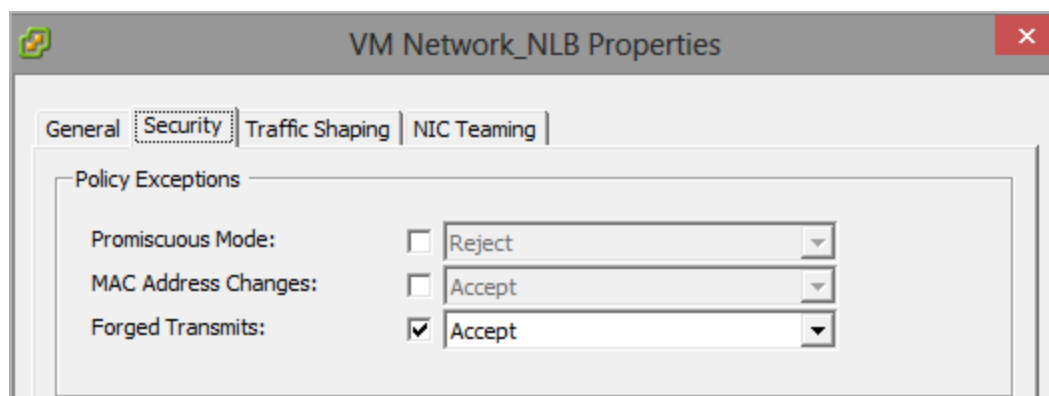 VM Network_NLB Properties
General Security Traffic Shaping NIC Teaming
Policy Exceptions
Promiscuous Mode: Reject
MAC Address Changes: Accept
Forged Transmits: Accept